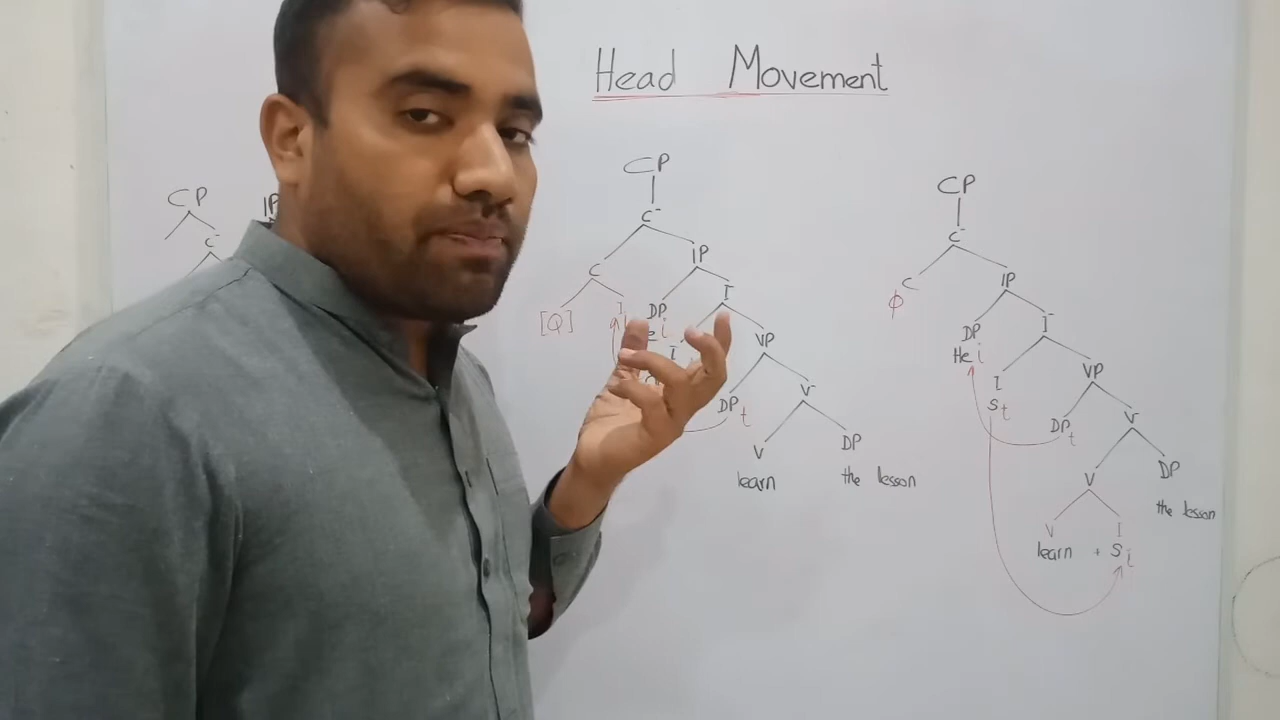 Head Movement
CP
IP
C-
CP
C-
C
IP
[Q]
I
DP
I-
i
I
VP
DP t
V-
V
DP
learn
the lesson
CP
C-
C
IP
ϕ
DP
I-
He i
I
VP
S t
DP t
V-
V
DP
the lesson
V
I
learn + S i